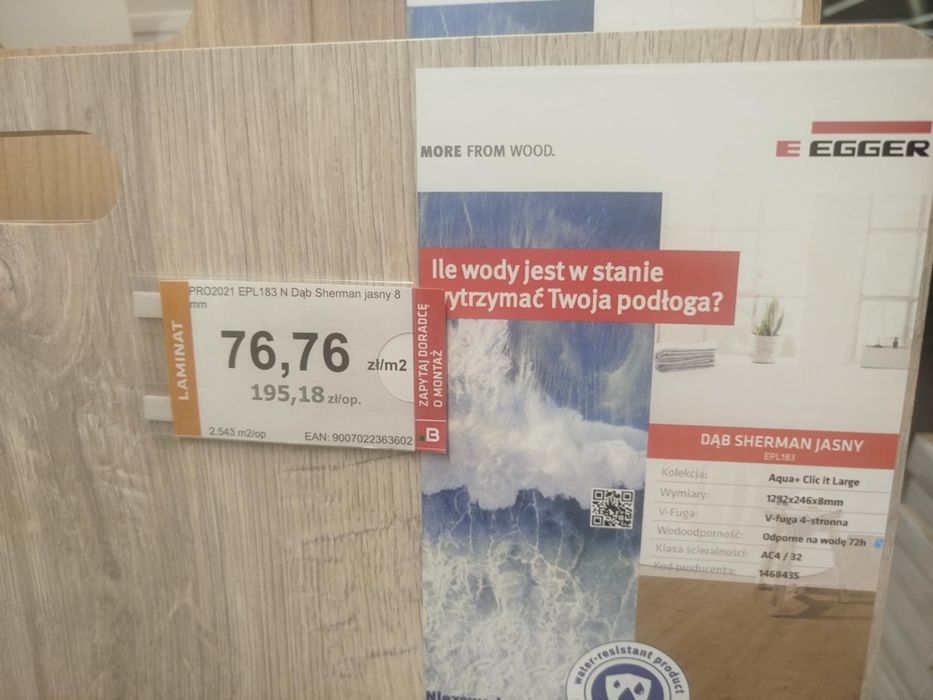 MORE FROM WOOD.
E EGGER
Ile wody jest w stanie
wytrzymać Twoja podłoga?
LAMINAT
PRO2021 EPL183 N Dąb Sherman jasny 8
mm
76,76 zł/m2
195,18 zł/op.
2.543 m2/op EAN: 9007022363602
ZAPYTAJ DORADCĘ
O MONTAŻ
B
DĄB SHERMAN JASNY
EPL183
Kolekcja: Aqua+ Clic it Large
Wymiary: 1292x246x8mm
V-Fuga: V-fuga 4-stronna
Wodoodporność: Odporne na wodę 72h
Klasa ścieralności: AC4 / 32
Kod producenta: 1468435
water-resistant product